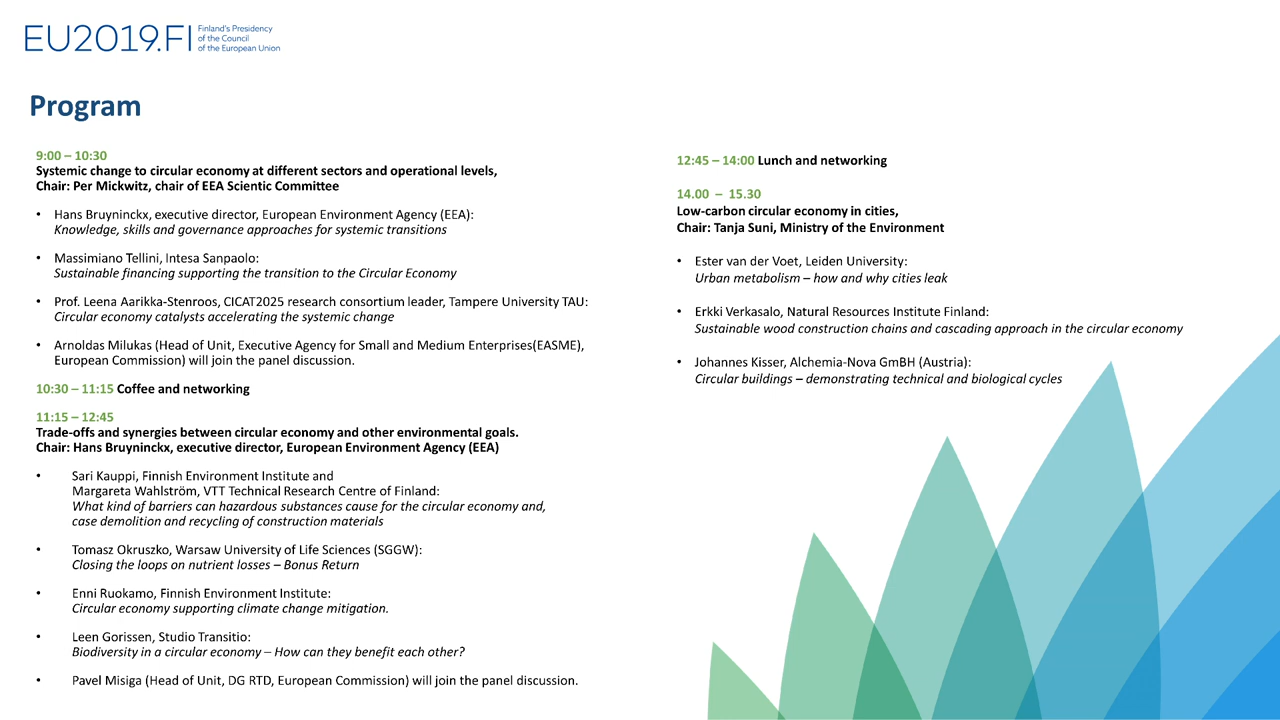 EU2019.FI
Finland's Presidency
of the Council
of the European Union
Program
9:00 – 10:30
Systemic change to circular economy at different sectors and operational levels,
Chair: Per Mickwitz, chair of EEA Scientic Committee
• Hans Bruyninckx, executive director, European Environment Agency (EEA):
Knowledge, skills and governance approaches for systemic transitions
• Massimiano Tellini, Intesa Sanpaolo:
Sustainable financing supporting the transition to the Circular Economy
• Prof. Leena Aarikka-Stenroos, CICAT2025 research consortium leader, Tampere University TAU:
Circular economy catalysts accelerating the systemic change
• Arnoldas Milukas (Head of Unit, Executive Agency for Small and Medium Enterprises(EASME),
European Commission) will join the panel discussion.
10:30 – 11:15 Coffee and networking
11:15 – 12:45
Trade-offs and synergies between circular economy and other environmental goals.
Chair: Hans Bruyninckx, executive director, European Environment Agency (EEA)
• Sari Kauppi, Finnish Environment Institute and
Margareta Wahlström, VTT Technical Research Centre of Finland:
What kind of barriers can hazardous substances cause for the circular economy and,
case demolition and recycling of construction materials
• Tomasz Okruszko, Warsaw University of Life Sciences (SGGW):
Closing the loops on nutrient losses – Bonus Return
• Enni Ruokamo, Finnish Environment Institute:
Circular economy supporting climate change mitigation.
• Leen Gorissen, Studio Transitio:
Biodiversity in a circular economy – How can they benefit each other?
• Pavel Misiga (Head of Unit, DG RTD, European Commission) will join the panel discussion.
12:45 – 14:00 Lunch and networking
14.00 – 15.30
Low-carbon circular economy in cities,
Chair: Tanja Suni, Ministry of the Environment
• Ester van der Voet, Leiden University:
Urban metabolism – how and why cities leak
• Erkki Verkasalo, Natural Resources Institute Finland:
Sustainable wood construction chains and cascading approach in the circular economy
• Johannes Kisser, Alchemia-Nova GmBH (Austria):
Circular buildings – demonstrating technical and biological cycles